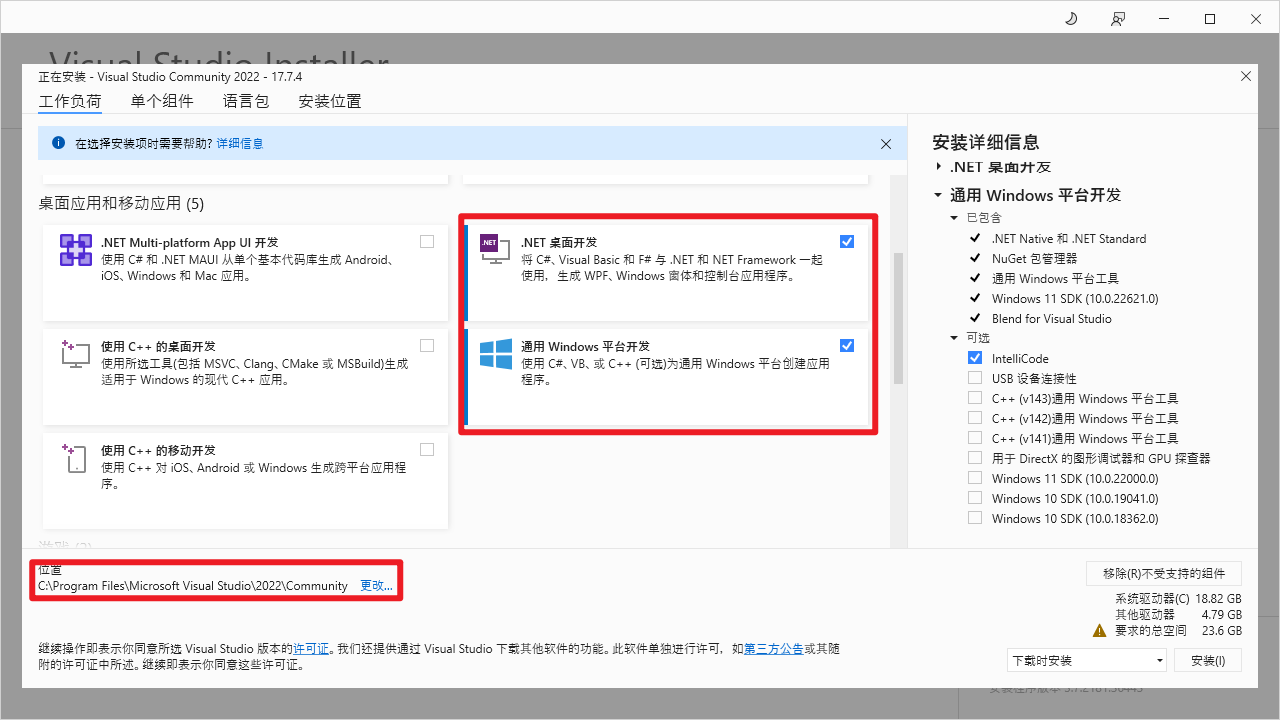 Visual Studio Installer
正在安装 - Visual Studio Community 2022 - 17.7.4
工作负荷 单个组件 语言包 安装位置
在选择安装项时需要帮助? 详细信息
桌面应用和移动应用 (5)
.NET Multi-platform App UI 开发
使用 C# 和 .NET MAUI 从单个基本代码库生成 Android、
iOS、Windows 和 Mac 应用。
.NET
.NET 桌面开发
将 C#、Visual Basic 和 F# 与 .NET 和 NET Framework 一起
使用，生成 WPF、Windows 窗体和控制台应用程序。
使用 C++ 的桌面开发
使用所选工具(包括 MSVC、Clang、CMake 或 MSBuild)生成
适用于 Windows 的现代 C++ 应用。
通用 Windows 平台开发
使用 C#、VB、或 C++ (可选)为通用 Windows 平台创建应用
程序。
使用 C++ 的移动开发
使用 C++ 对 iOS、Android 或 Windows 生成跨平台应用程
序。
游戏 (2)
安装详细信息
.NET 桌面开发
通用 Windows 平台开发
已包含
.NET Native 和 .NET Standard
NuGet 包管理器
通用 Windows 平台工具
Windows 11 SDK (10.0.22621.0)
Blend for Visual Studio
可选
IntelliCode
USB 设备连接性
C++ (v143)通用 Windows 平台工具
C++ (v142)通用 Windows 平台工具
C++ (v141)通用 Windows 平台工具
用于 DirectX 的图形调试器和 GPU 探查器
Windows 11 SDK (10.0.22000.0)
Windows 10 SDK (10.0.19041.0)
Windows 10 SDK (10.0.18362.0)
位置
C:\Program Files\Microsoft Visual Studio\2022\Community 更改...
移除(R)不受支持的组件
系统驱动器(C) 18.82 GB
其他驱动器 4.79 GB
要求的总空间 23.6 GB
继续操作即表示你同意所选 Visual Studio 版本的许可证。我们还提供通过 Visual Studio 下载其他软件的功能。此软件单独进行许可，如第三方公告或其随
附的许可证中所述。继续即表示你同意这些许可证。
下载时安装 安装(I)